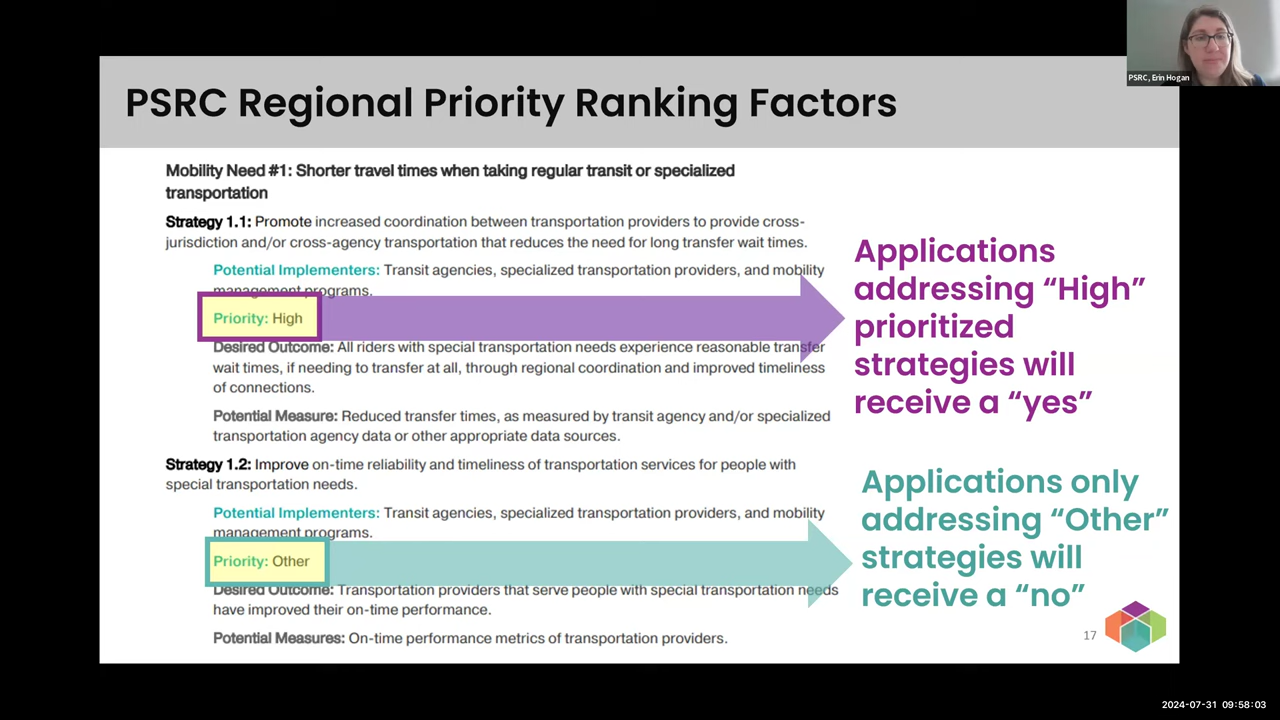 PSRC, Erin Hogan
PSRC Regional Priority Ranking Factors
Mobility Need #1: Shorter travel times when taking regular transit or specialized
transportation
Strategy 1.1: Promote increased coordination between transportation providers to provide cross-
jurisdiction and/or cross-agency transportation that reduces the need for long transfer wait times.
Potential Implementers: Transit agencies, specialized transportation providers, and mobility
management programs.
Priority: High
Desired Outcome: All riders with special transportation needs experience reasonable transfer
wait times, if needing to transfer at all, through regional coordination and improved timeliness
of connections.
Potential Measure: Reduced transfer times, as measured by transit agency and/or specialized
transportation agency data or other appropriate data sources.
Strategy 1.2: Improve on-time reliability and timeliness of transportation services for people with
special transportation needs.
Potential Implementers: Transit agencies, specialized transportation providers, and mobility
management programs.
Priority: Other
Desired Outcome: Transportation providers that serve people with special transportation needs
have improved their on-time performance.
Potential Measures: On-time performance metrics of transportation providers.
Applications
addressing “High”
prioritized
strategies will
receive a “yes”
Applications only
addressing “Other”
strategies will
receive a “no”
17
2024-07-31 09:58:03